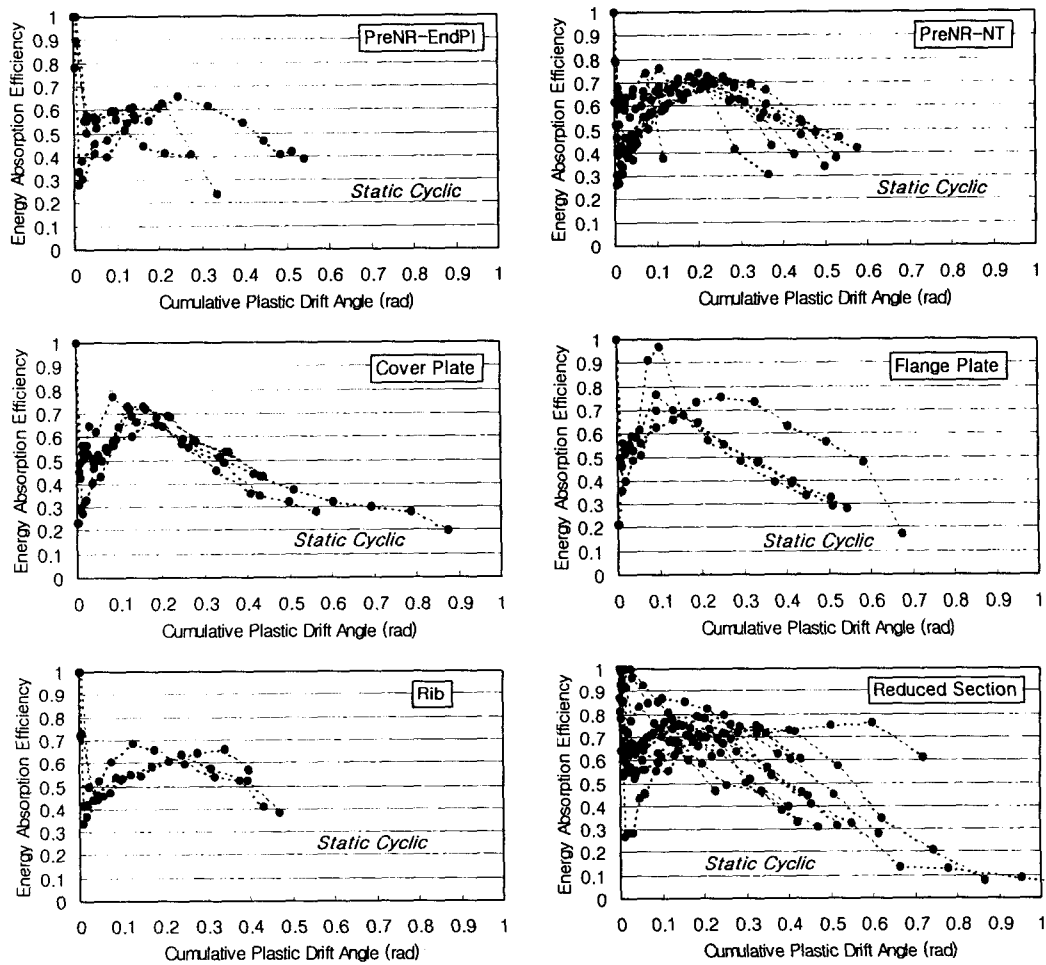 PreNR-EndPl
Energy Absorption Efficiency
1
0.9
0.8
0.7
0.6
0.5
0.4
0.3
0.2
0.1
0
Static Cyclic
0 0.1 0.2 0.3 0.4 0.5 0.6 0.7 0.8 0.9 1
Cumulative Plastic Drift Angle (rad)
PreNR-NT
Energy Absorption Efficiency
1
0.9
0.8
0.7
0.6
0.5
0.4
0.3
0.2
0.1
0
Static Cyclic
0 0.1 0.2 0.3 0.4 0.5 0.6 0.7 0.8 0.9 1
Cumulative Plastic Drift Angle (rad)
Cover Plate
Energy Absorption Efficiency
1
0.9
0.8
0.7
0.6
0.5
0.4
0.3
0.2
0.1
0
Static Cyclic
0 0.1 0.2 0.3 0.4 0.5 0.6 0.7 0.8 0.9 1
Cumulative Plastic Drift Angle (rad)
Flange Plate
Energy Absorption Efficiency
1
0.9
0.8
0.7
0.6
0.5
0.4
0.3
0.2
0.1
0
Static Cyclic
0 0.1 0.2 0.3 0.4 0.5 0.6 0.7 0.8 0.9 1
Cumulative Plastic Drift Angle (rad)
Rib
Energy Absorption Efficiency
1
0.9
0.8
0.7
0.6
0.5
0.4
0.3
0.2
0.1
0
Static Cyclic
0 0.1 0.2 0.3 0.4 0.5 0.6 0.7 0.8 0.9 1
Cumulative Plastic Drift Angle (rad)
Reduced Section
Energy Absorption Efficiency
1
0.9
0.8
0.7
0.6
0.5
0.4
0.3
0.2
0.1
0
Static Cyclic
0 0.1 0.2 0.3 0.4 0.5 0.6 0.7 0.8 0.9 1
Cumulative Plastic Drift Angle (rad)